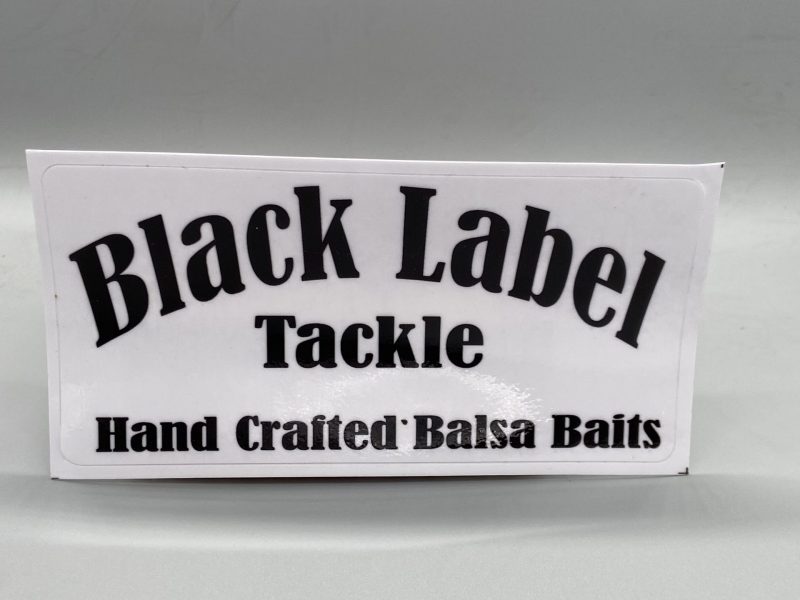 Black Label
Tackle
Hand Crafted Balsa Baits